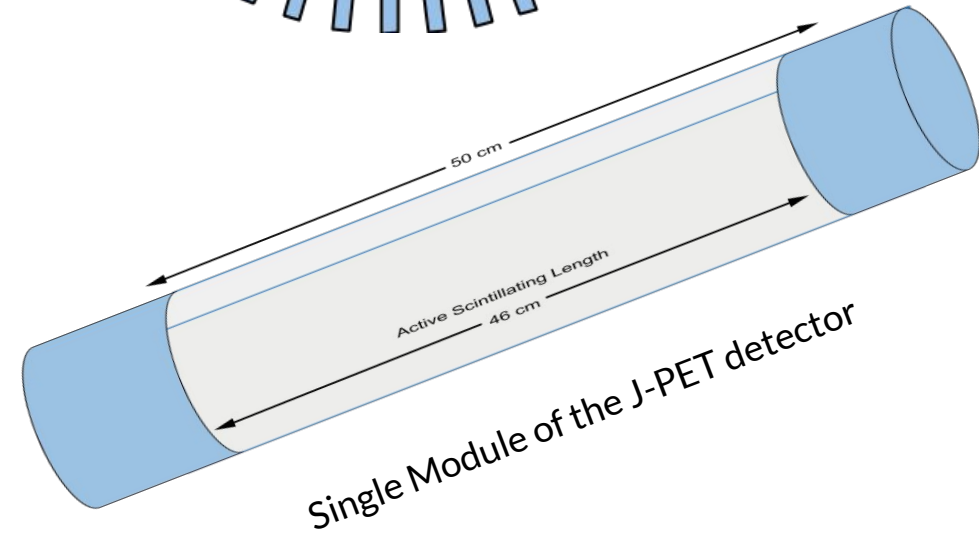 50 cm
Active Scintillating Length
46 cm
Single Module of the J-PET detector